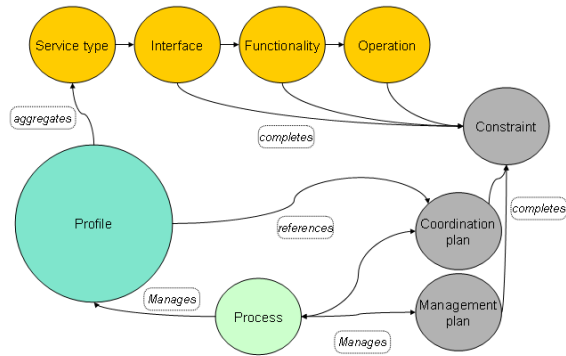 Service type
Interface
Functionality
Operation
aggregates
completes
Constraint
Profile
references
Coordination
plan
completes
Manages
Process
Management
plan
Manages